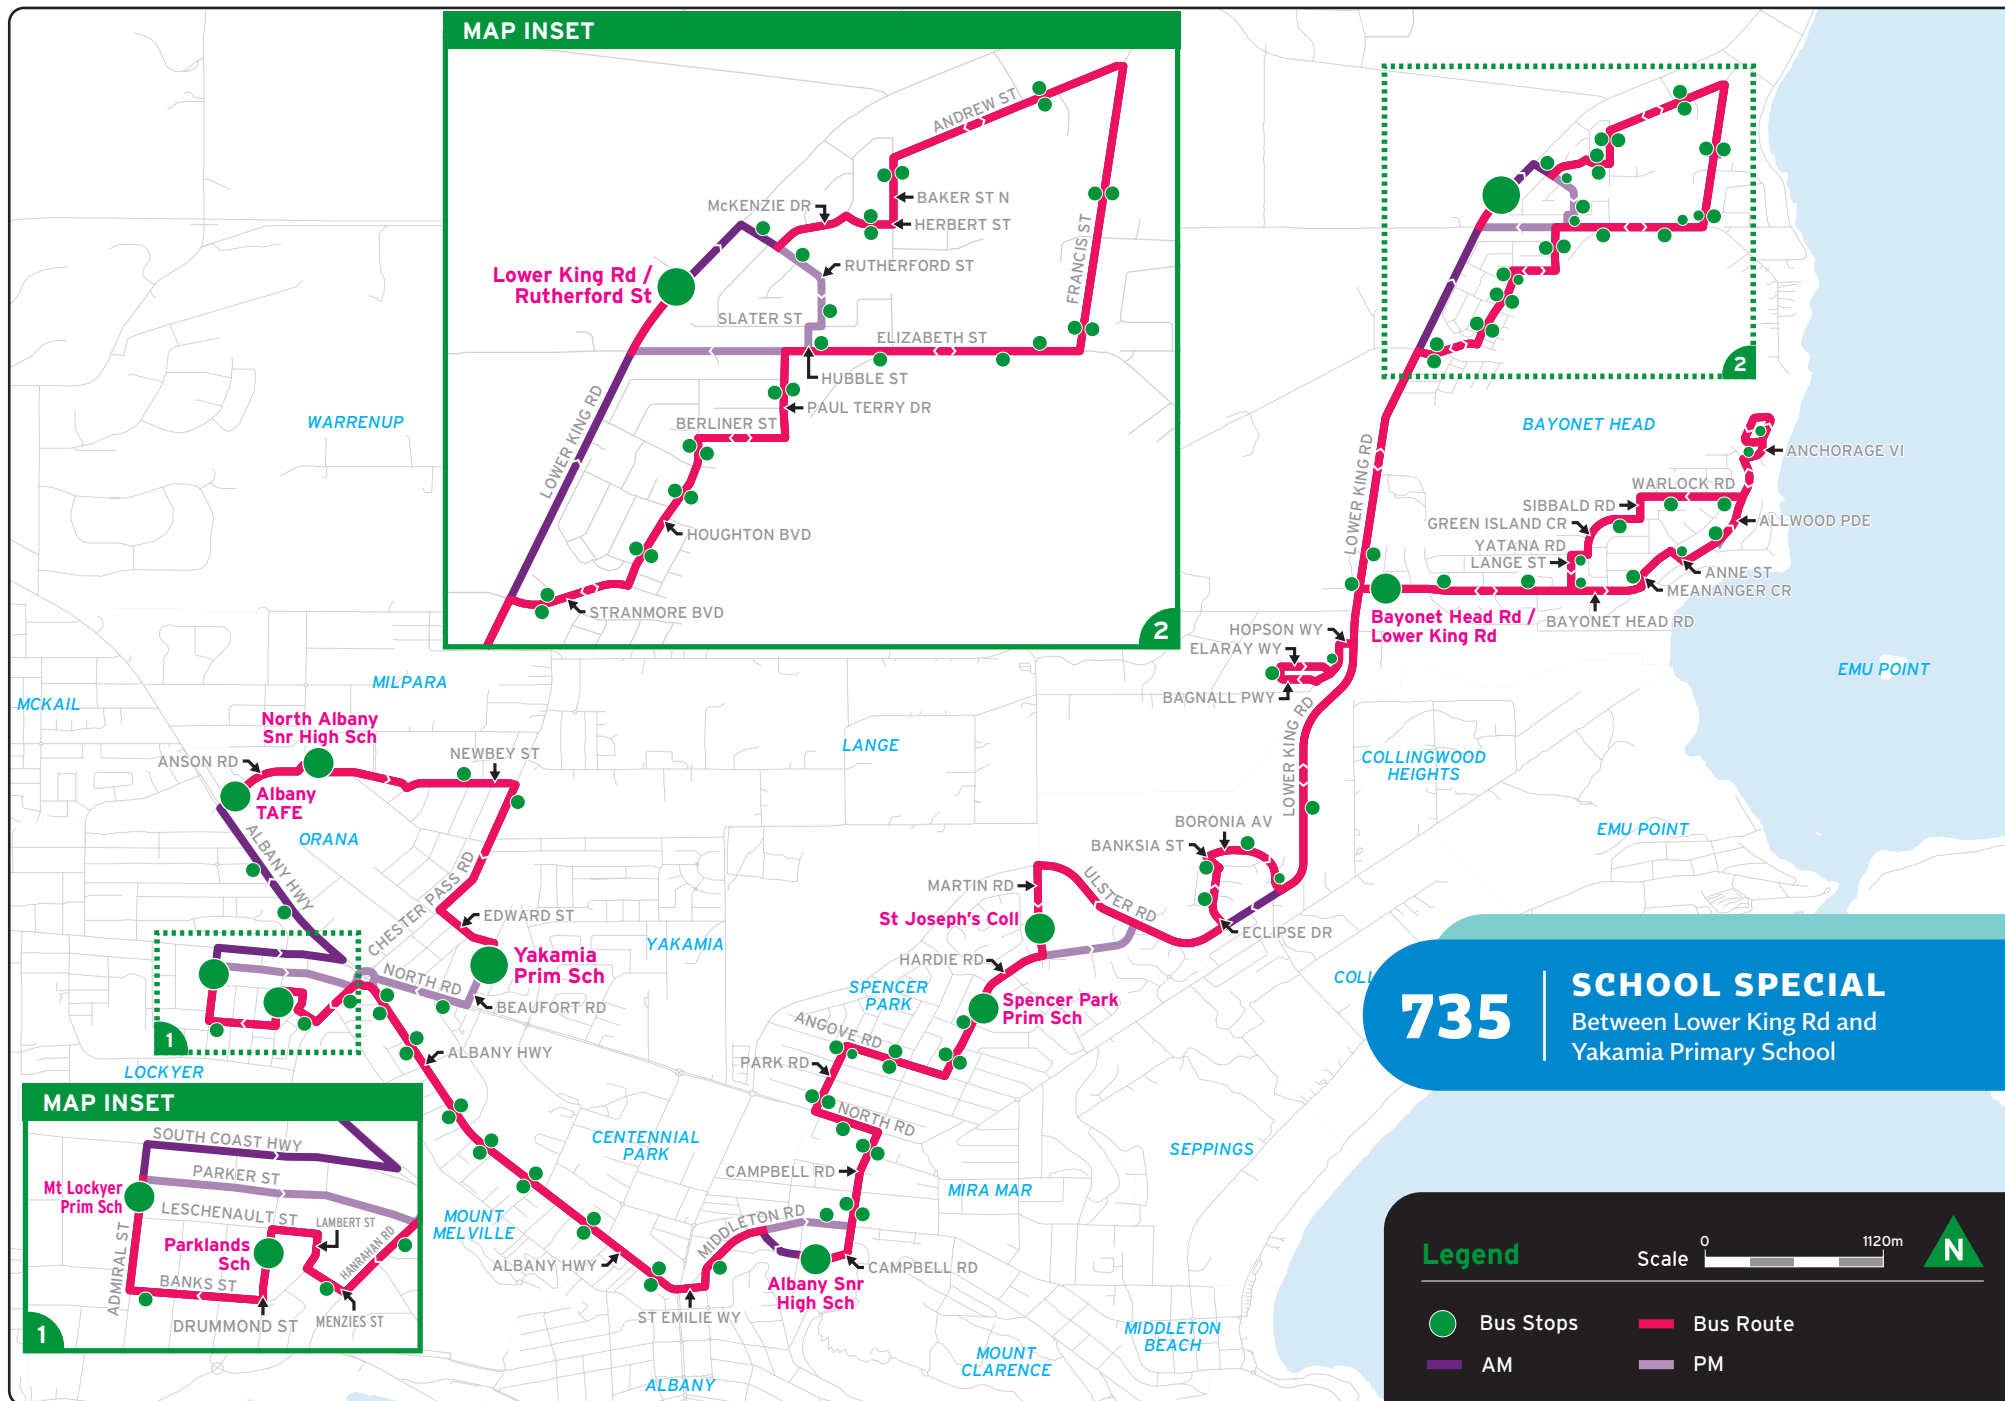 MAP INSET
ANDREW ST
BAKER ST N
McKENZIE DR
HERBERT ST
RUTHERFORD ST
Lower King Rd /
Rutherford St
FRANCIS ST
SLATER ST
ELIZABETH ST
HUBBLE ST
PAUL TERRY DR
LOWER KING RD
BERLINER ST
HOUGHTON BVD
STRANMORE BVD
2
2
WARRENUP
BAYONET HEAD
ANCHORAGE VI
WARLOCK RD
SIBBALD RD
GREEN ISLAND CR
ALLWOOD PDE
YATANA RD
LANGE ST
ANNE ST
MEANANGER CR
BAYONET HEAD RD
LOWER KING RD
Bayonet Head Rd /
Lower King Rd
HOPSON WY
ELARAY WY
BAGNALL PWY
EMU POINT
LOWER KING RD
MCKAIL
MILPARA
North Albany
Snr High Sch
ANSON RD
NEWBEY ST
LANGE
COLLINGWOOD
HEIGHTS
Albany
TAFE
ORANA
ALBANY HWY
CHESTER PASS RD
EMU POINT
BORONIA AV
BANKSIA ST
MARTIN RD
ULSTER RD
St Joseph's Coll
ECLIPSE DR
EDWARD ST
Yakamia
Prim Sch
YAKAMIA
NORTH RD
BEAUFORT RD
HARDIE RD
SPENCER
PARK
Spencer Park
Prim Sch
COLL
735
SCHOOL SPECIAL
Between Lower King Rd and
Yakamia Primary School
1
ALBANY HWY
ANGOVE RD
PARK RD
LOCKYER
NORTH RD
CENTENNIAL
PARK
SEPPINGS
CAMPBELL RD
MIRA MAR
MOUNT
MELVILLE
MIDDLETON RD
ALBANY HWY
CAMPBELL RD
Albany Snr
High Sch
ST EMILIE WY
MIDDLETON
BEACH
MOUNT
CLARENCE
ALBANY
MAP INSET
SOUTH COAST HWY
PARKER ST
Mt Lockyer
Prim Sch
LESCHENAULT ST
LAMBERT ST
HANRAHAN RD
Parklands
Sch
ADMIRAL ST
BANKS ST
DRUMMOND ST
MENZIES ST
1
Legend
Scale
0
1120m
N
Bus Stops
Bus Route
AM
PM